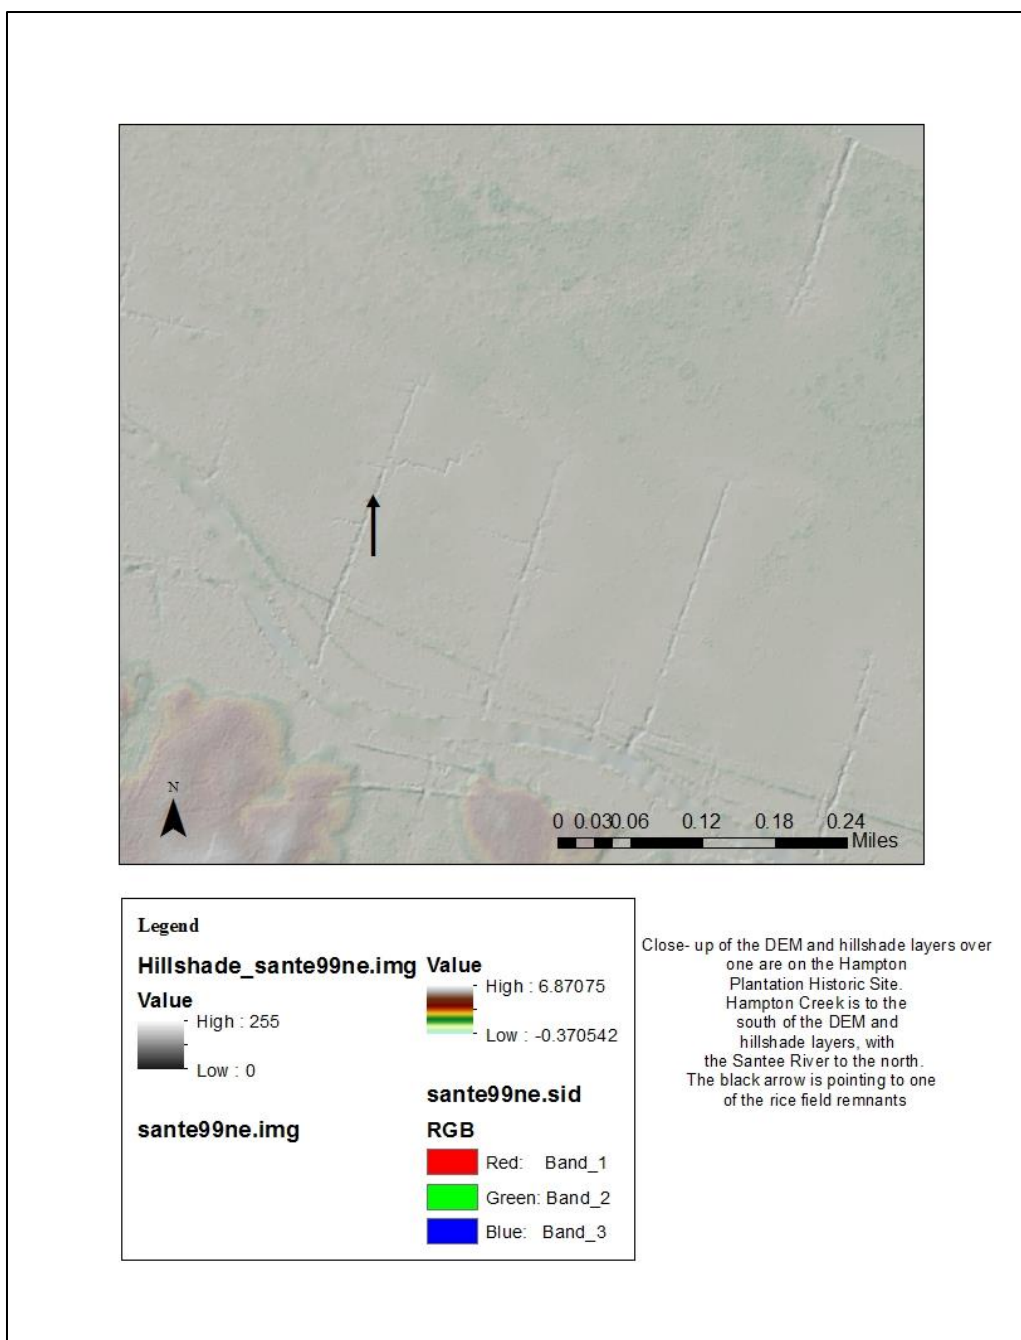 N
0 0.03 0.06 0.12 0.18 0.24
Miles
Legend
Hillshade_sante99ne.img
Value
High : 255
Low : 0
sante99ne.img
Value
High : 6.87075
Low : -0.370542
sante99ne.sid
RGB
Red: Band_1
Green: Band_2
Blue: Band_3
Close- up of the DEM and hillshade layers over
one are on the Hampton
Plantation Historic Site.
Hampton Creek is to the
south of the DEM and
hillshade layers, with
the Santee River to the north.
The black arrow is pointing to one
of the rice field remnants